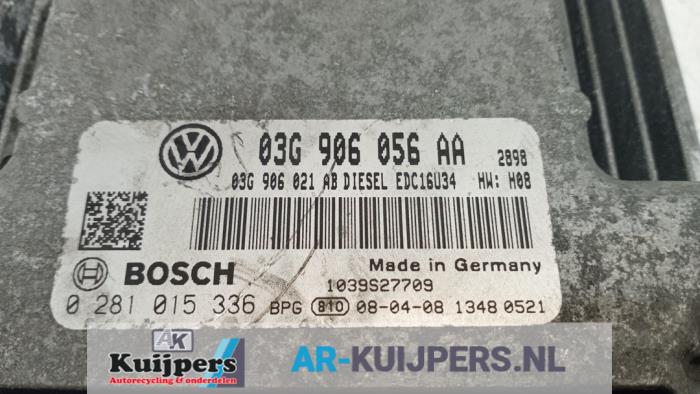 03G 906 056 AA 2898
03G 906 021 AB DIESEL EDC16U34 HW: H08
BOSCH
Made in Germany
1039S27709
0 281 015 336 BPG 810 08-04-08 1348 0521
AK
Kuijpers
Autorecycling & onderdelen
AR-KUIJPERS.NL